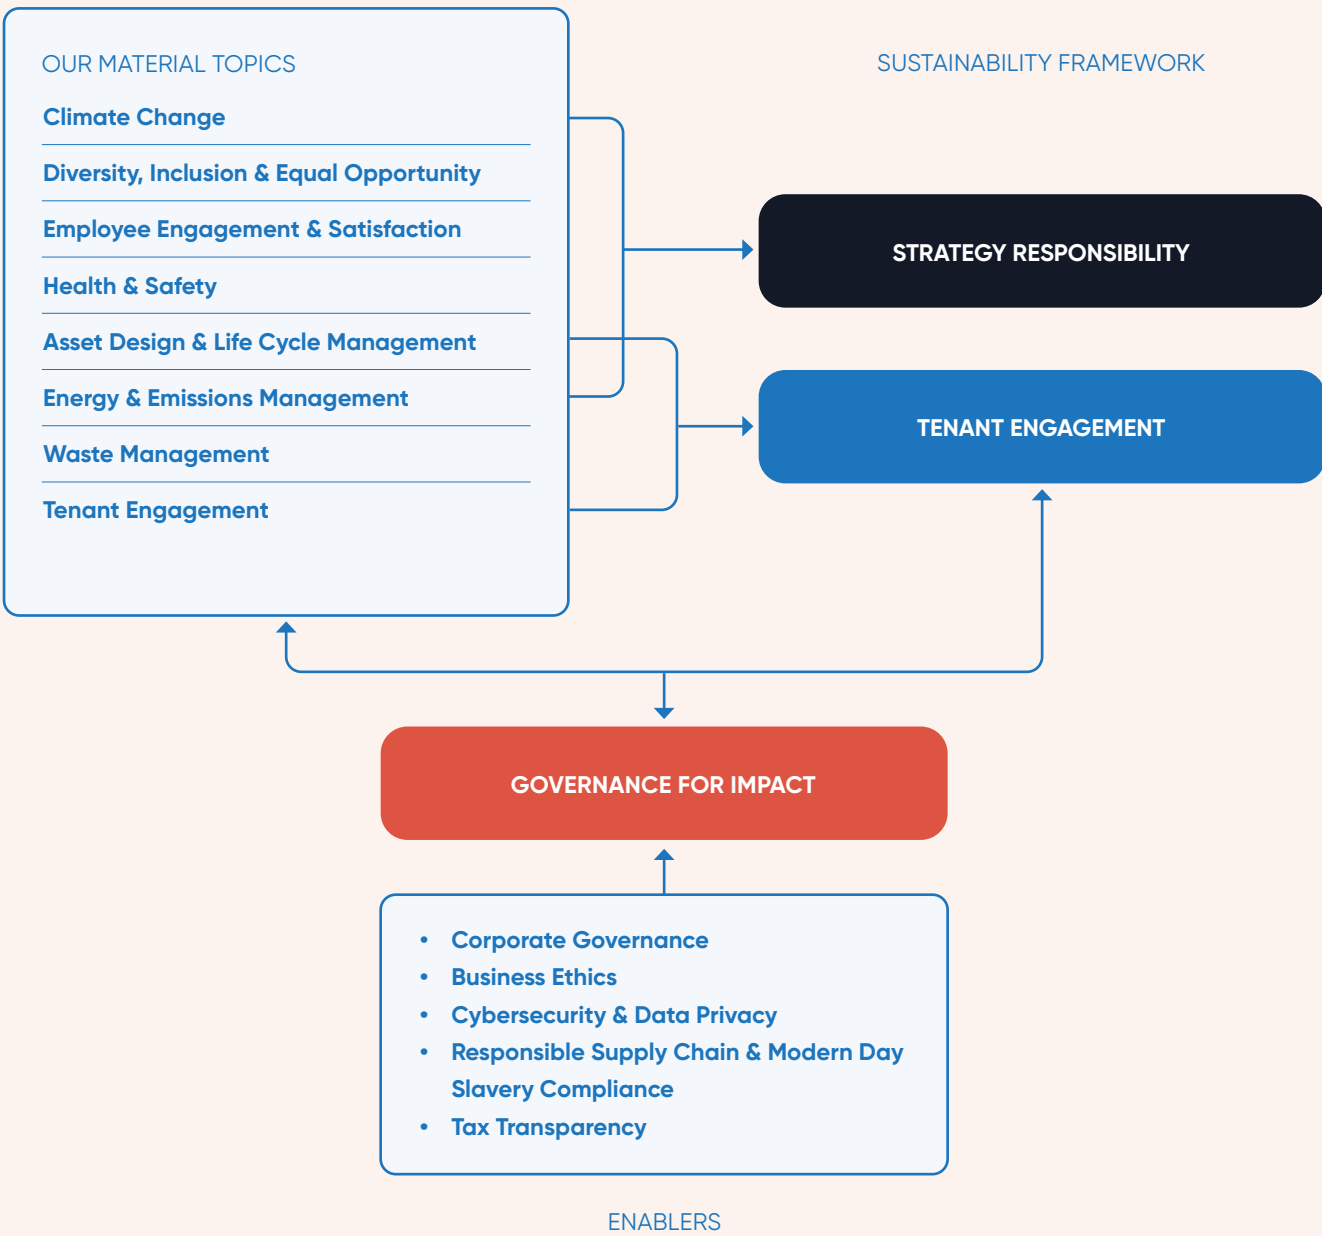 OUR MATERIAL TOPICS
Climate Change
Diversity, Inclusion & Equal Opportunity
Employee Engagement & Satisfaction
Health & Safety
Asset Design & Life Cycle Management
Energy & Emissions Management
Waste Management
Tenant Engagement
SUSTAINABILITY FRAMEWORK
STRATEGY RESPONSIBILITY
TENANT ENGAGEMENT
GOVERNANCE FOR IMPACT
• Corporate Governance
• Business Ethics
• Cybersecurity & Data Privacy
• Responsible Supply Chain & Modern Day
Slavery Compliance
• Tax Transparency
ENABLERS